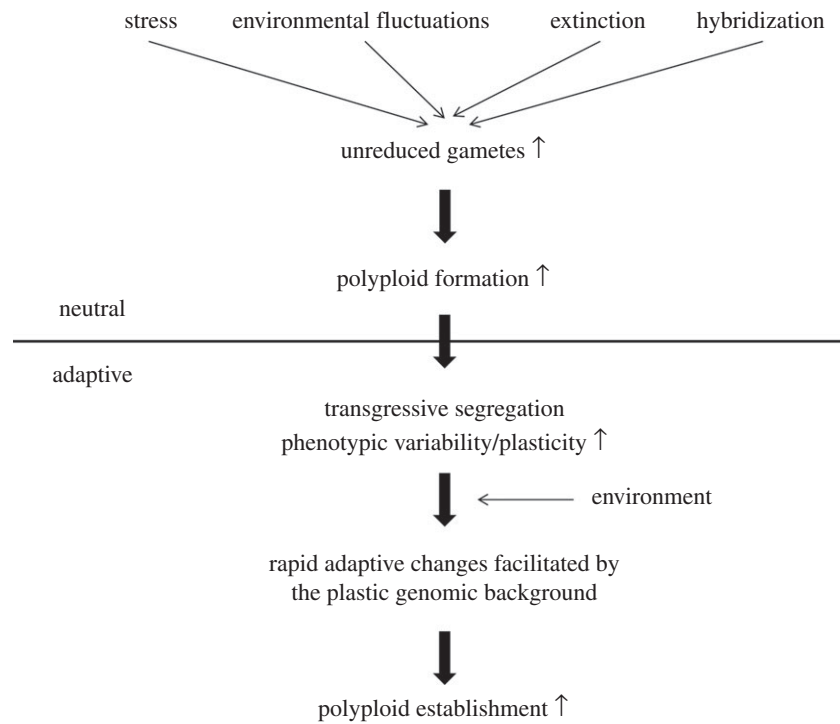 stress environmental fluctuations extinction hybridization
unreduced gametes ↑
polyploid formation ↑
neutral
adaptive
transgressive segregation
phenotypic variability/plasticity ↑
environment
rapid adaptive changes facilitated by
the plastic genomic background
polyploid establishment ↑